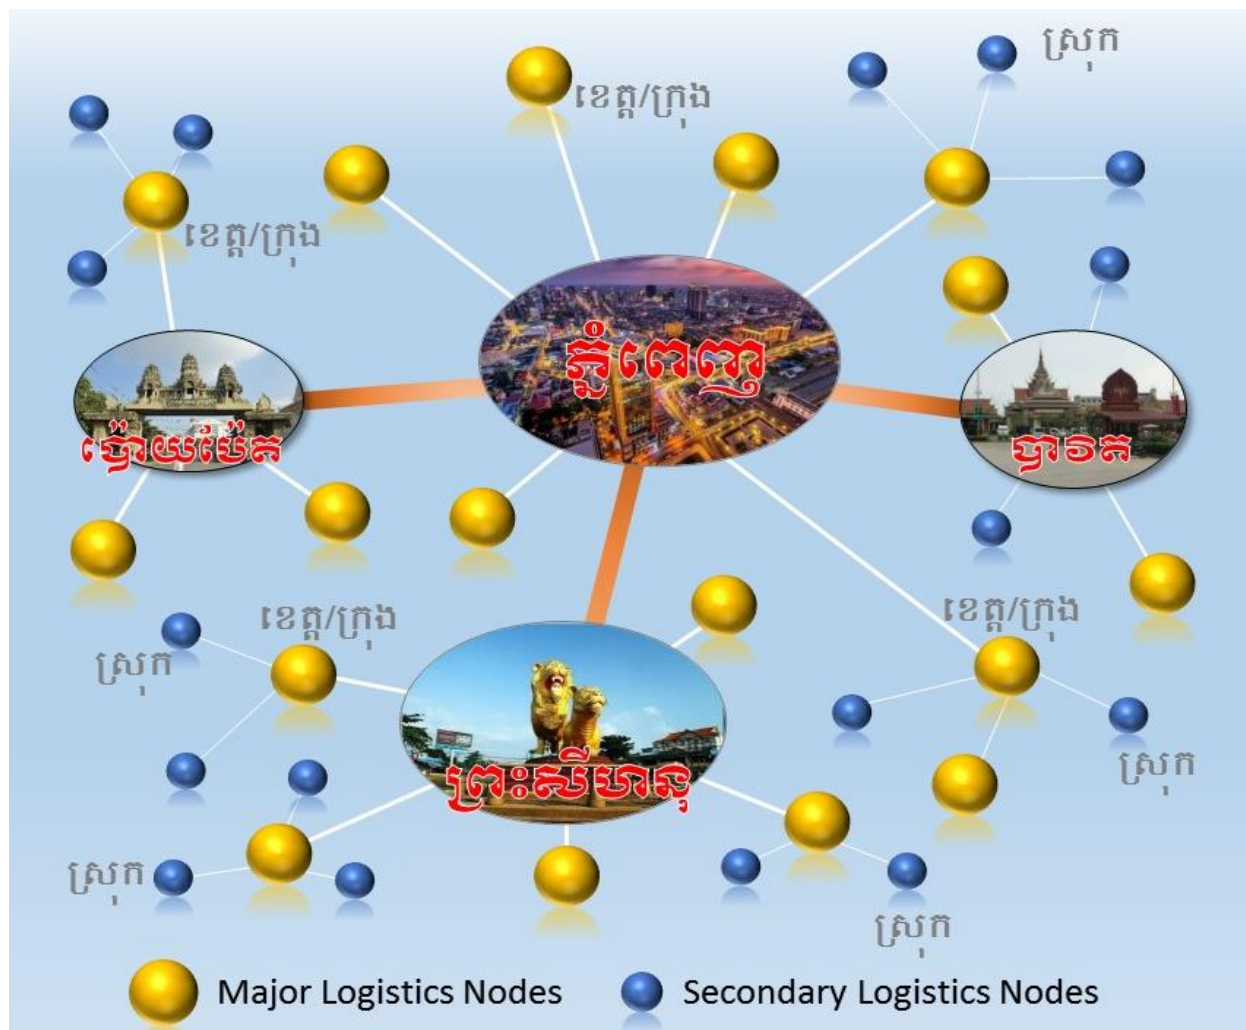 ស្រុក
ខេត្ត/ក្រុង
ខេត្ត/ក្រុង
ភ្នំពេញ
ប៉ោយប៉ែត
បាវិត
ខេត្ត/ក្រុង
ខេត្ត/ក្រុង
ស្រុក
ព្រះសីហនុ
ស្រុក
ស្រុក
ស្រុក
Major Logistics Nodes
Secondary Logistics Nodes